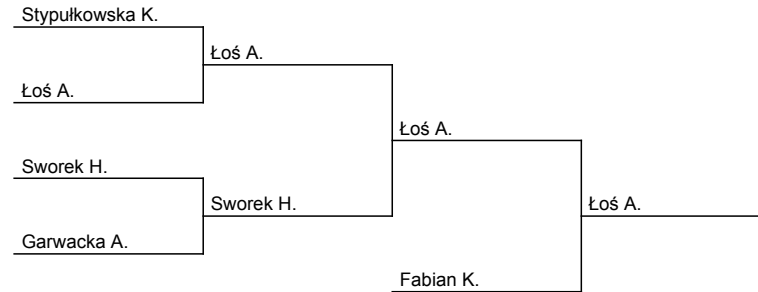 Stypułkowska K.
Łoś A.
Łoś A.
Łoś A.
Sworek H.
Sworek H.
Łoś A.
Garwacka A.
Fabian K.